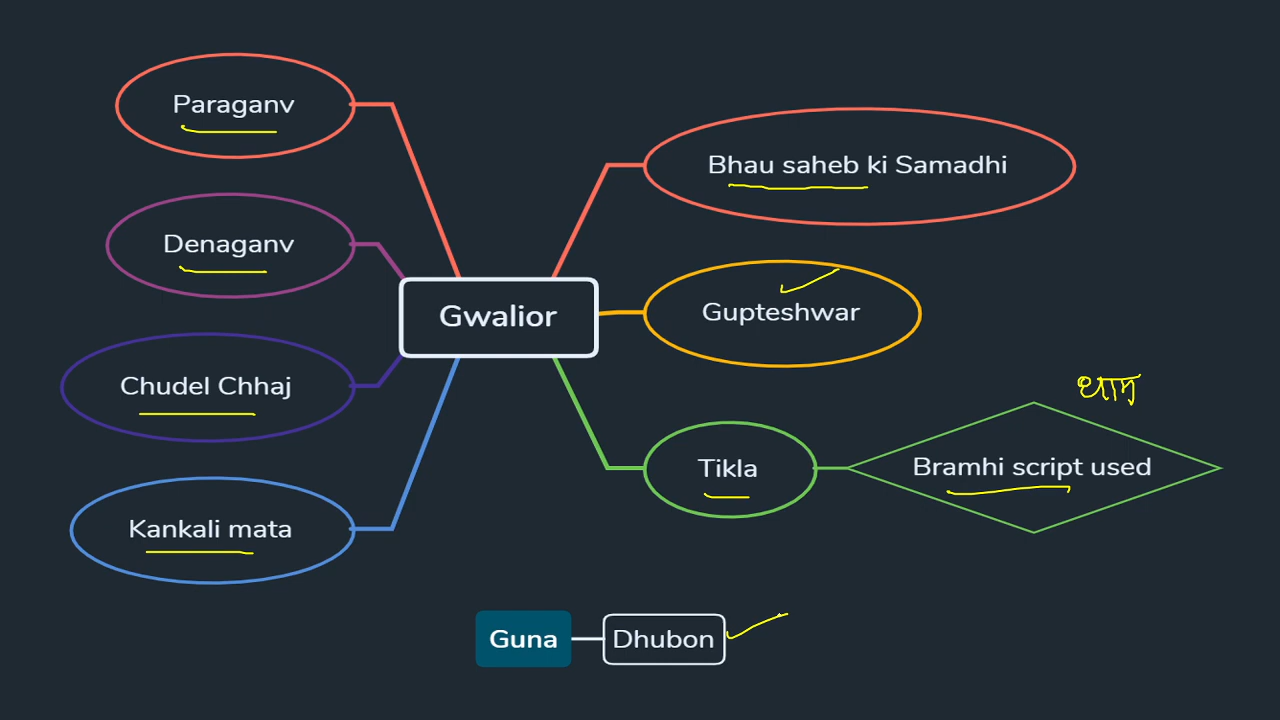 Paraganv
Bhau saheb ki Samadhi
Denaganv
Gwalior
Gupteshwar
Chudel Chhaj
Tikla
Bramhi script used
Kankali mata
Guna
Dhubon